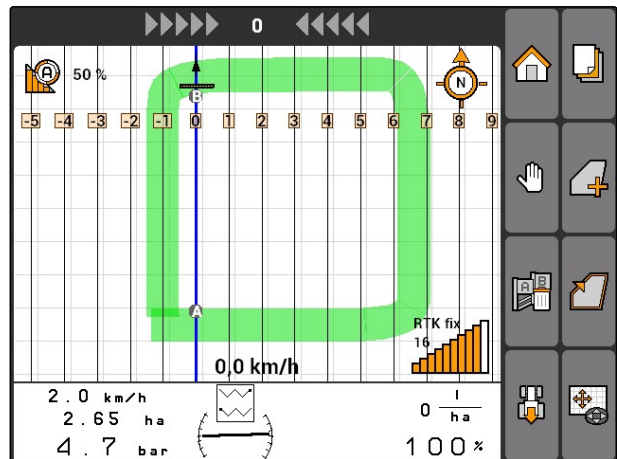 0
A 50 %
N
B
-5 -4 -3 -2 -1 0 1 2 3 4 5 6 7 8 9
A B
A
RTK fix
16
0,0 km/h
2.0 km/h
2.65 ha
4.7 bar
0 l
ha
100%